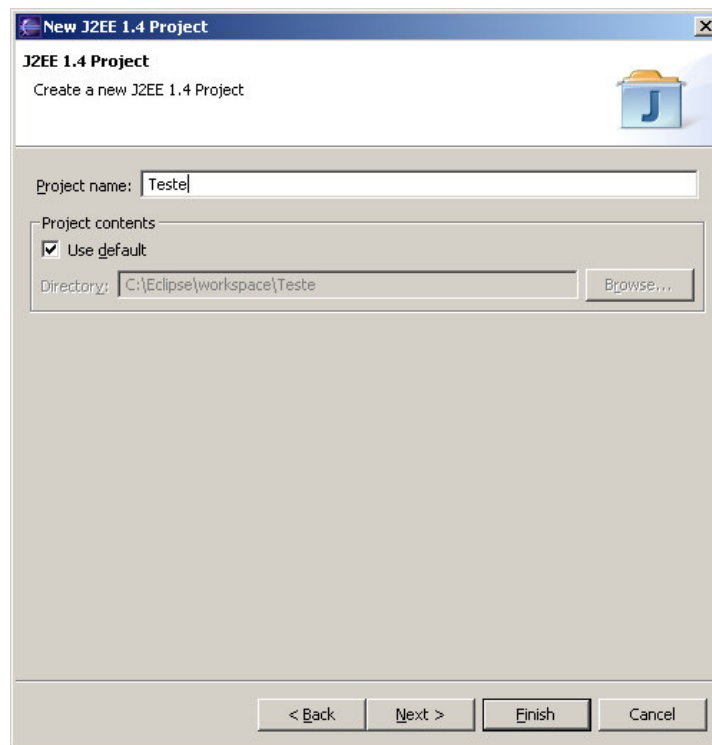 New J2EE 1.4 Project
J2EE 1.4 Project
Create a new J2EE 1.4 Project
J
Project name: Teste
Project contents
Use default
Directory: C:\Eclipse\workspace\Teste Browse...
< Back Next > Finish Cancel